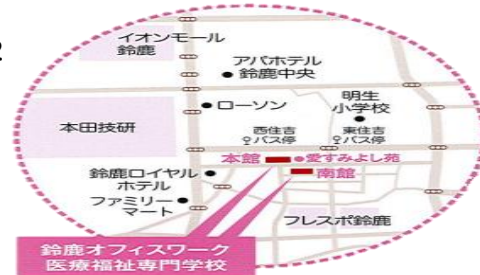 2
イオンモール
鈴鹿
アパホテル
鈴鹿中央
ローソン
明生
小学校
本田技研
西住吉
バス停
東住吉
バス停
本館
愛すみよし苑
鈴鹿ロイヤル
ホテル
南館
ファミリー
マート
フレスポ鈴鹿
鈴鹿オフィスワーク
医療福祉専門学校